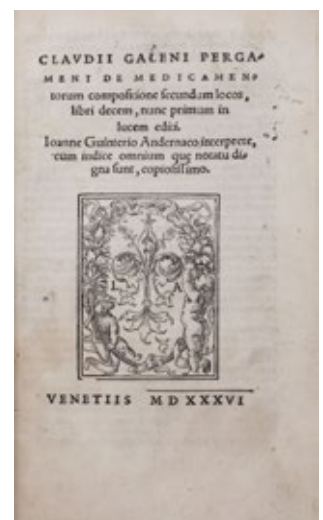 CLAVDII GALENI PERGA-
MENI DE MEDICAMEN-
torum compositione secundum locos,
libri decem, nunc primum in
lucem editi.
Ioanne Guinterio Andernaco interprete,
cum indice omnium que notatu di-
gna sunt, copiosissimo.
L A
VENETIIS M D XXXVI